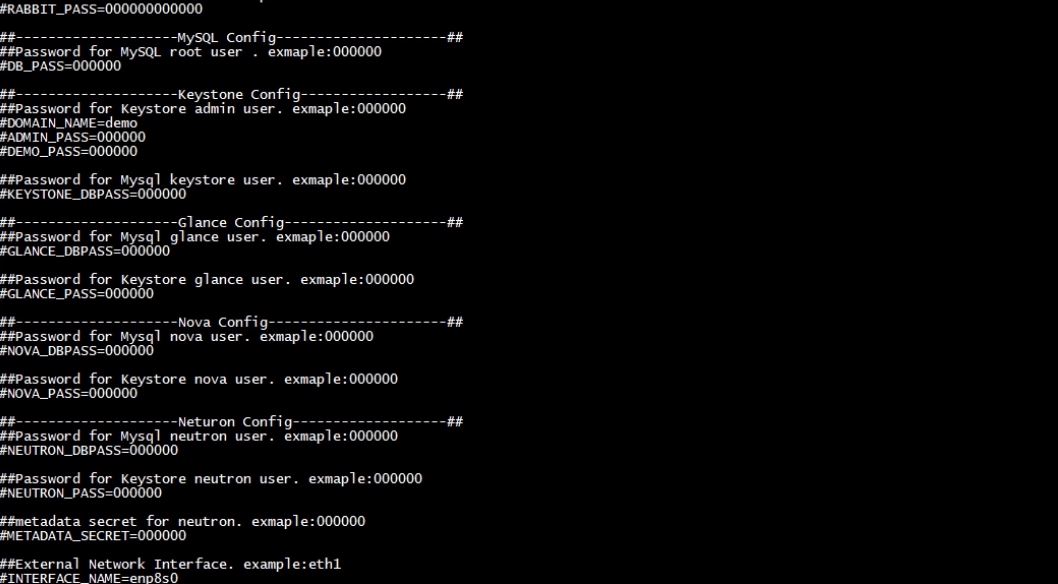 #RABBIT_PASS=000000000000
##--------------------MySQL Config---------------------##
##Password for MySQL root user . exmaple:000000
#DB_PASS=000000
##--------------------Keystone Config------------------##
##Password for Keystore admin user. exmaple:000000
#DOMAIN_NAME=demo
#ADMIN_PASS=000000
#DEMO_PASS=000000
##Password for Mysql keystore user. exmaple:000000
#KEYSTONE_DBPASS=000000
##--------------------Glance Config--------------------##
##Password for Mysql glance user. exmaple:000000
#GLANCE_DBPASS=000000
##Password for Keystore glance user. exmaple:000000
#GLANCE_PASS=000000
##--------------------Nova Config----------------------##
##Password for Mysql nova user. exmaple:000000
#NOVA_DBPASS=000000
##Password for Keystore nova user. exmaple:000000
#NOVA_PASS=000000
##--------------------Neturon Config-------------------##
##Password for Mysql neutron user. exmaple:000000
#NEUTRON_DBPASS=000000
##Password for Keystore neutron user. exmaple:000000
#NEUTRON_PASS=000000
##metadata secret for neutron. exmaple:000000
#METADATA_SECRET=000000
##External Network Interface. example:eth1
#INTERFACE_NAME=enp8s0